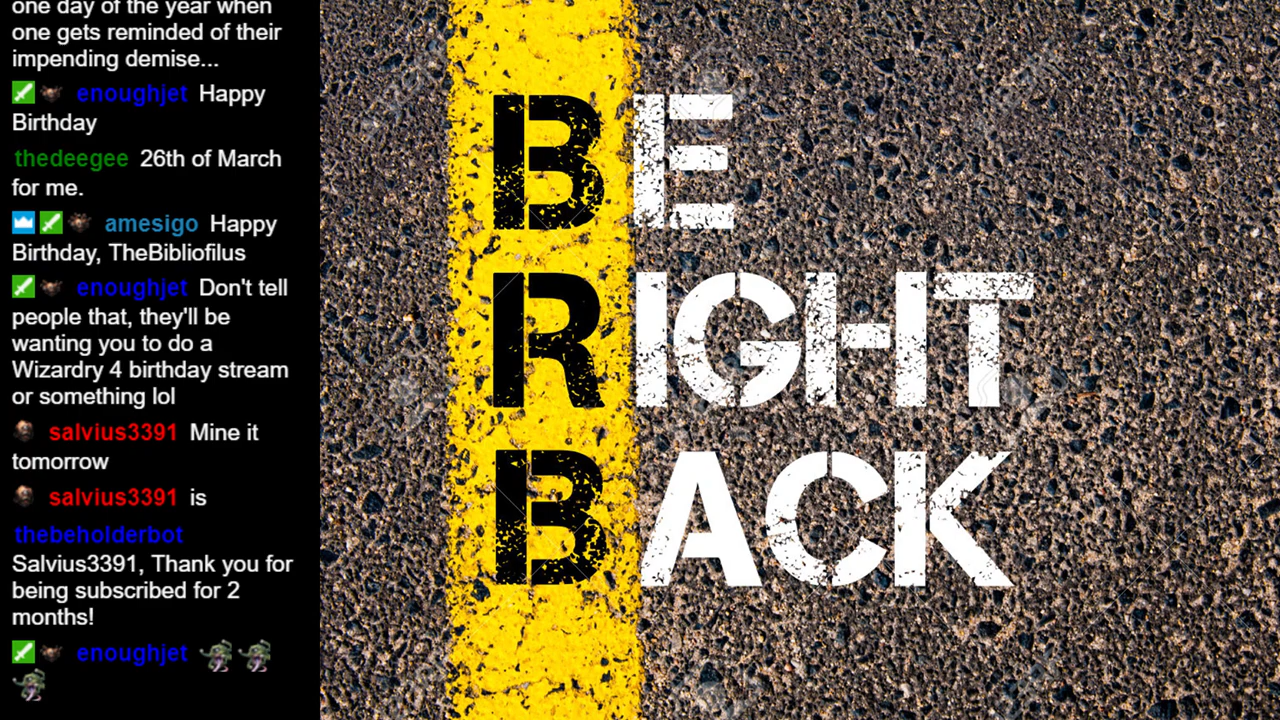 one day of the year when
one gets reminded of their
impending demise...
enoughjet Happy
Birthday
thedeegee 26th of March
for me.
amesigo Happy
Birthday, TheBibliofilus
enoughjet Don't tell
people that, they'll be
wanting you to do a
Wizardry 4 birthday stream
or something lol
salvius3391 Mine it
tomorrow
salvius3391 is
thebeholderbot
Salvius3391, Thank you for
being subscribed for 2
months!
enoughjet
BE
RIGHT
BACK